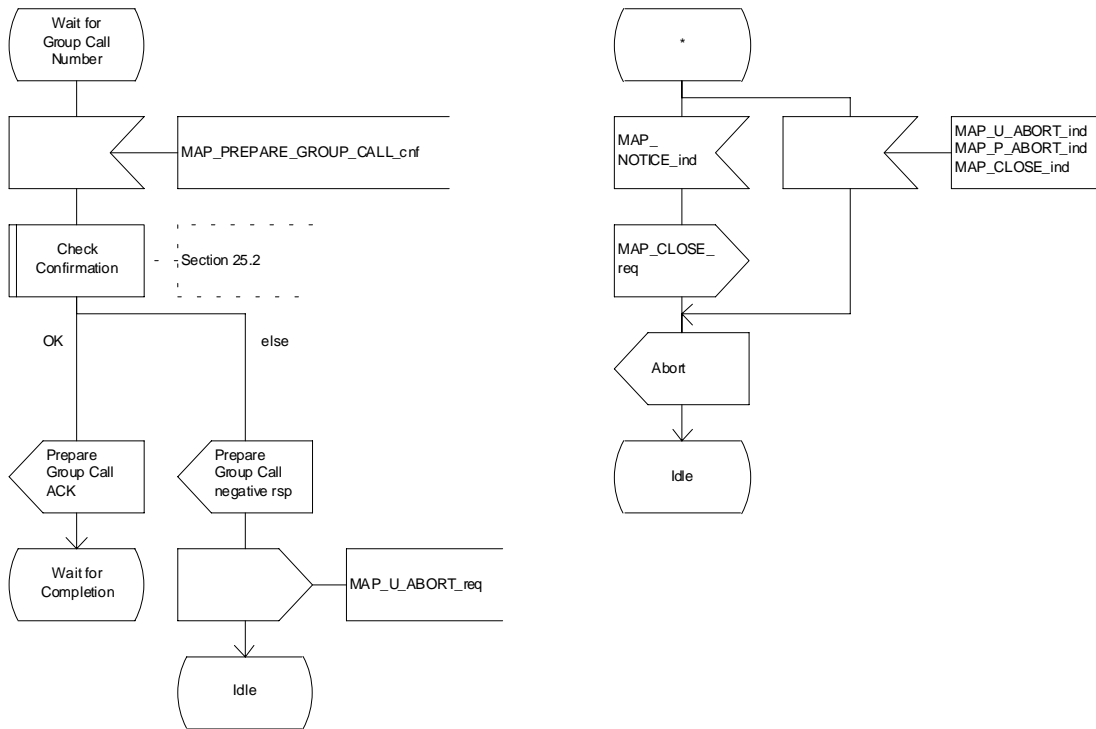 Wait for
Group Call
Number
MAP_PREPARE_GROUP_CALL_cnf
Check
Confirmation
Section 25.2
OK
else
Prepare
Group Call
ACK
Prepare
Group Call
negative rsp
Wait for
Completion
MAP_U_ABORT_req
Idle
*
MAP_
NOTICE_ind
MAP_U_ABORT_ind
MAP_P_ABORT_ind
MAP_CLOSE_ind
MAP_CLOSE_
req
Abort
Idle